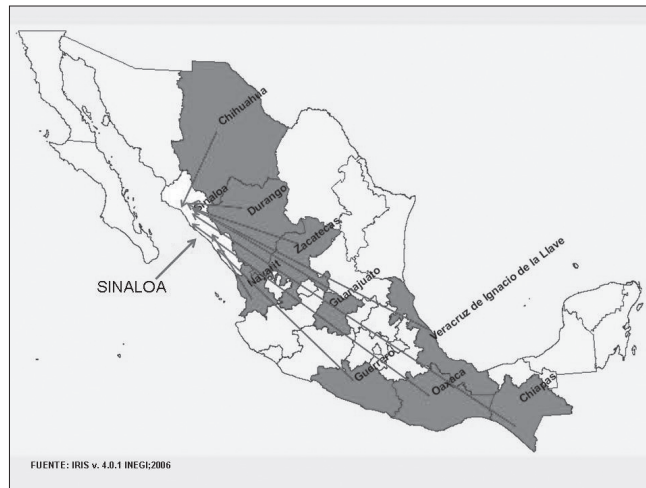 Chihuahua
Sinaloa
Durango
Zacatecas
SINALOA
Nayarit
Guanajuato
Veracruz de Ignacio de la Llave
Guerrero
Oaxaca
Chiapas
FUENTE: IRIS v. 4.0.1 INEGI;2006